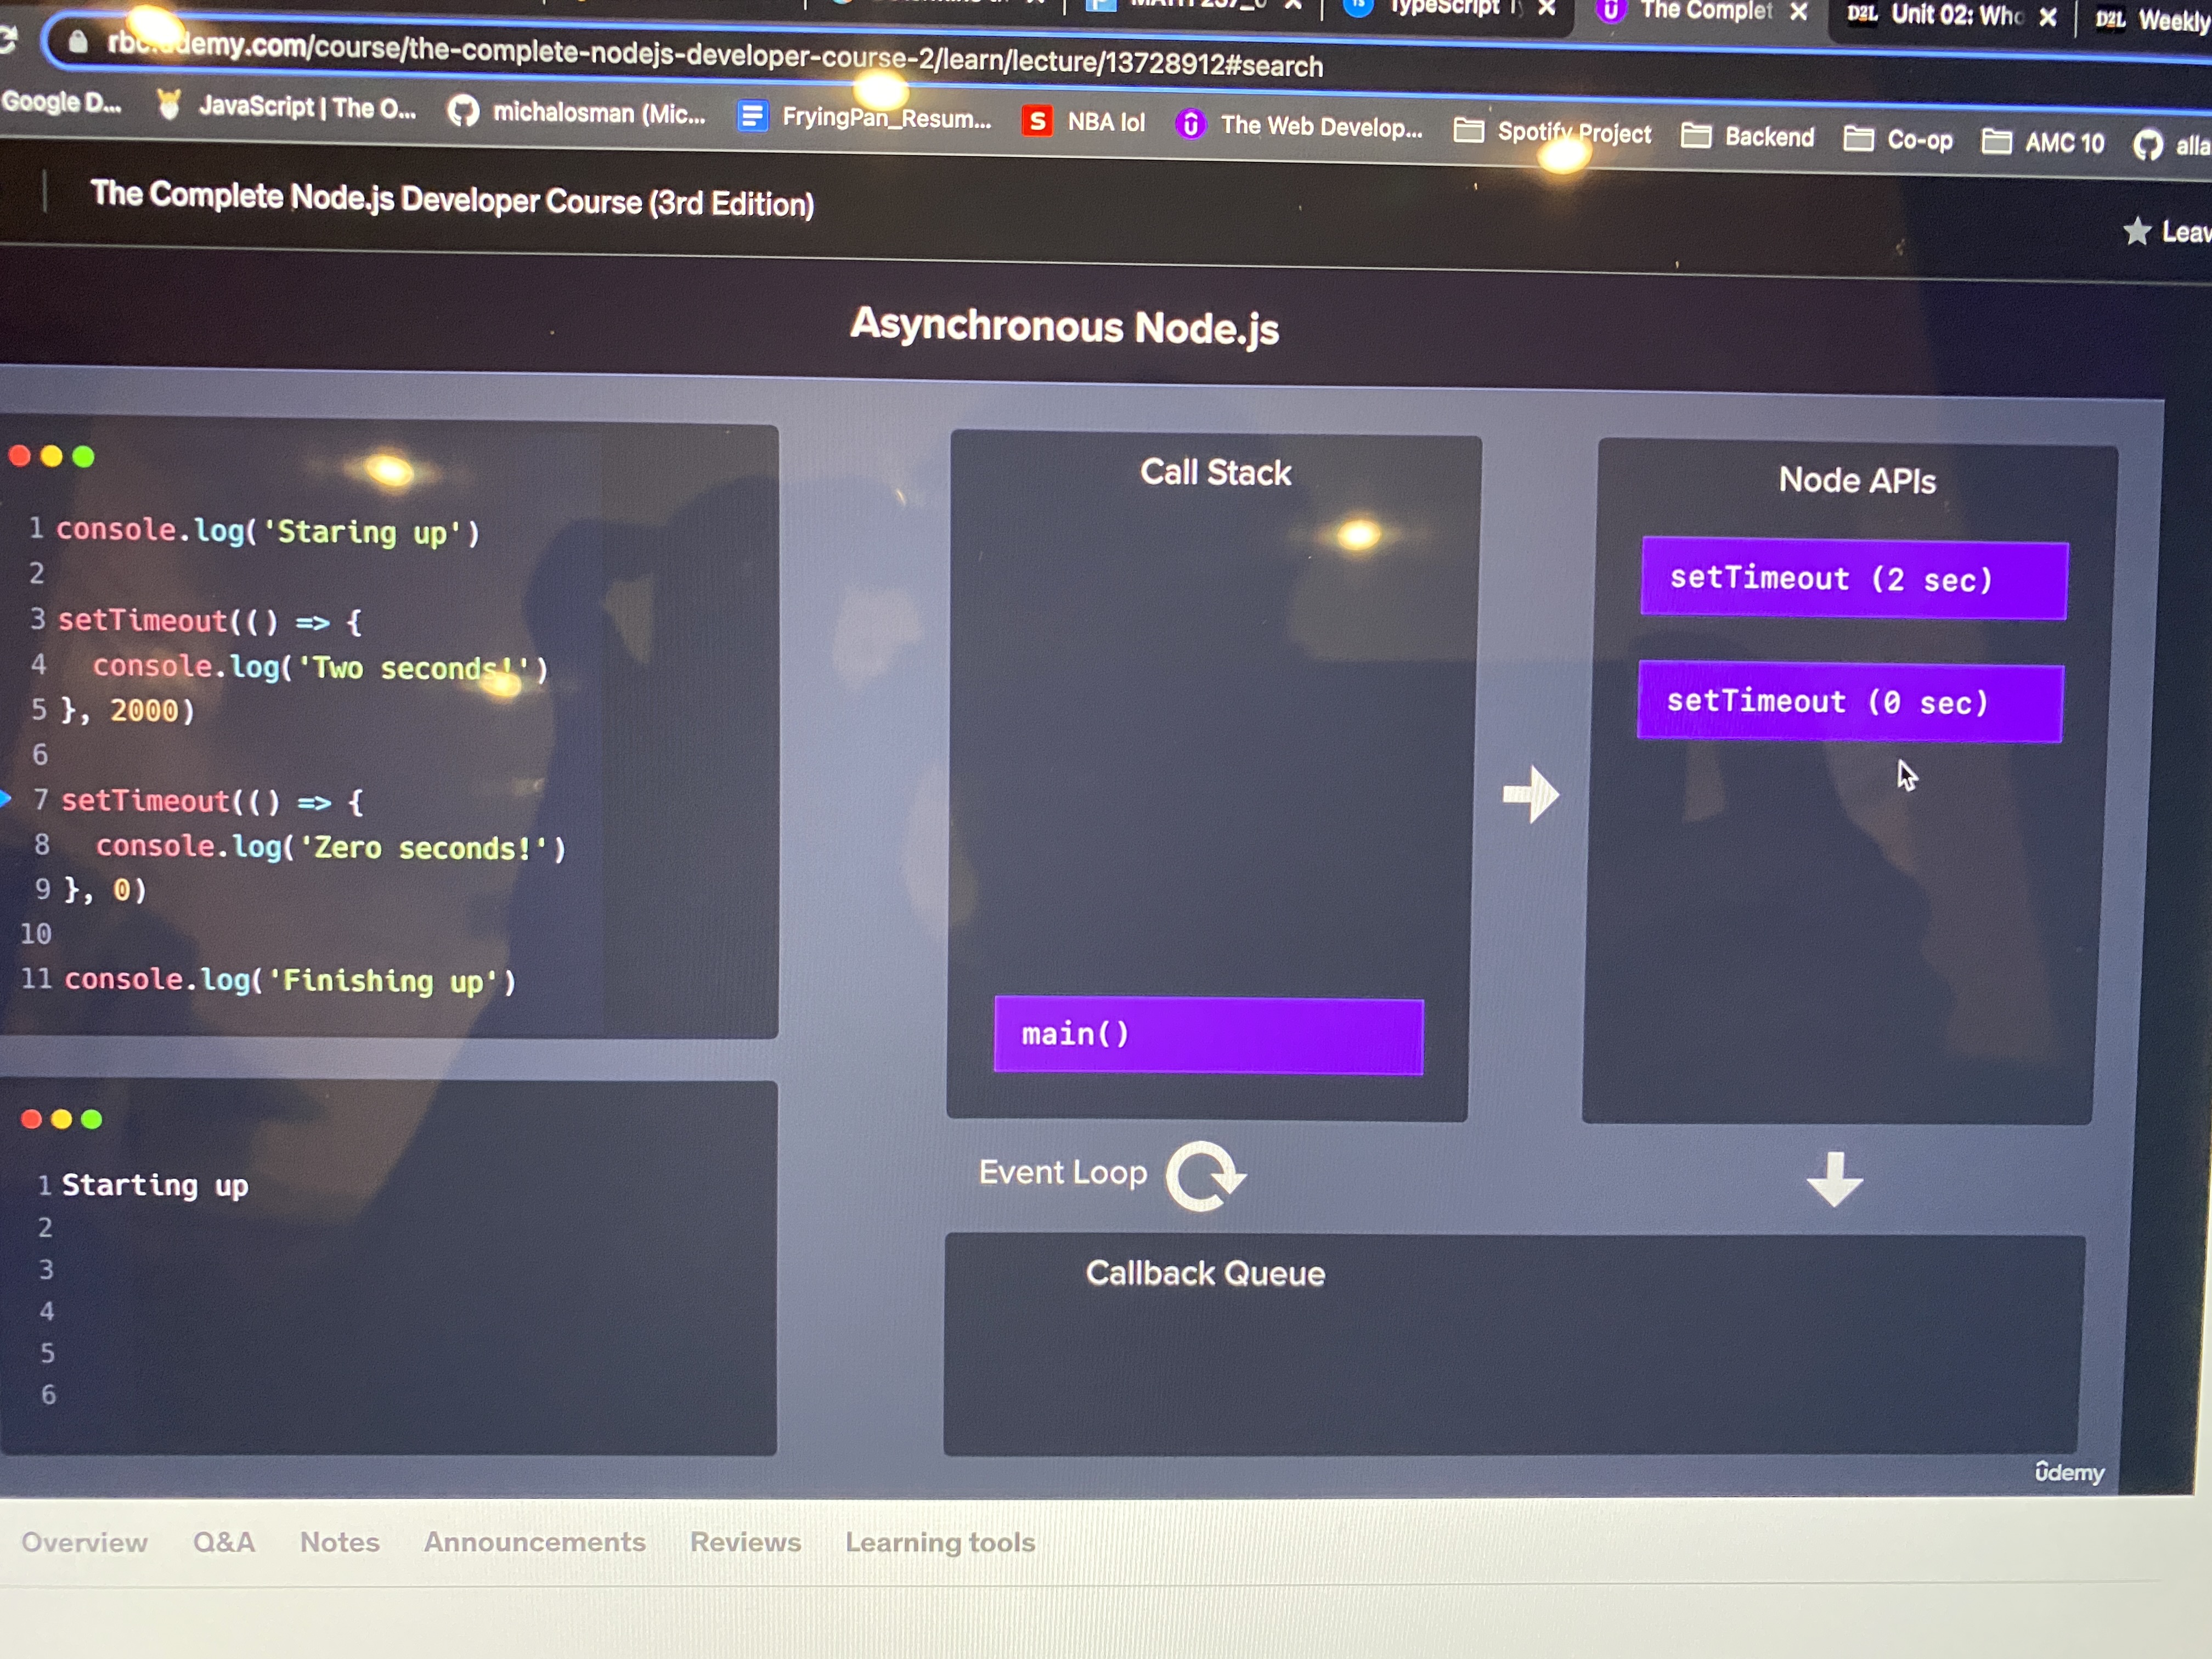 TypeScript
The Complet
D2L Unit 02: Who
D2L Weekly
demy.com/course/the-complete-nodejs-developer-course-2/learn/lecture/13728912#search
Google D...
JavaScript | The O...
michalosman (Mic...
FryingPan_Resum...
S NBA lol
The Web Develop...
Spotify Project
Backend
Co-op
AMC 10
alla
The Complete Node.js Developer Course (3rd Edition)
Leav
Asynchronous Node.js
1 console.log('Staring up')
2
3 setTimeout(() => {
4 console.log('Two seconds!')
5 }, 2000)
6
7 setTimeout(() => {
8 console.log('Zero seconds!')
9 }, 0)
10
11 console.log('Finishing up')
Call Stack
main()
Node APIs
setTimeout (2 sec)
setTimeout (0 sec)
1 Starting up
2
3
4
5
6
Event Loop
Callback Queue
ûdemy
Overview Q&A Notes Announcements Reviews Learning tools